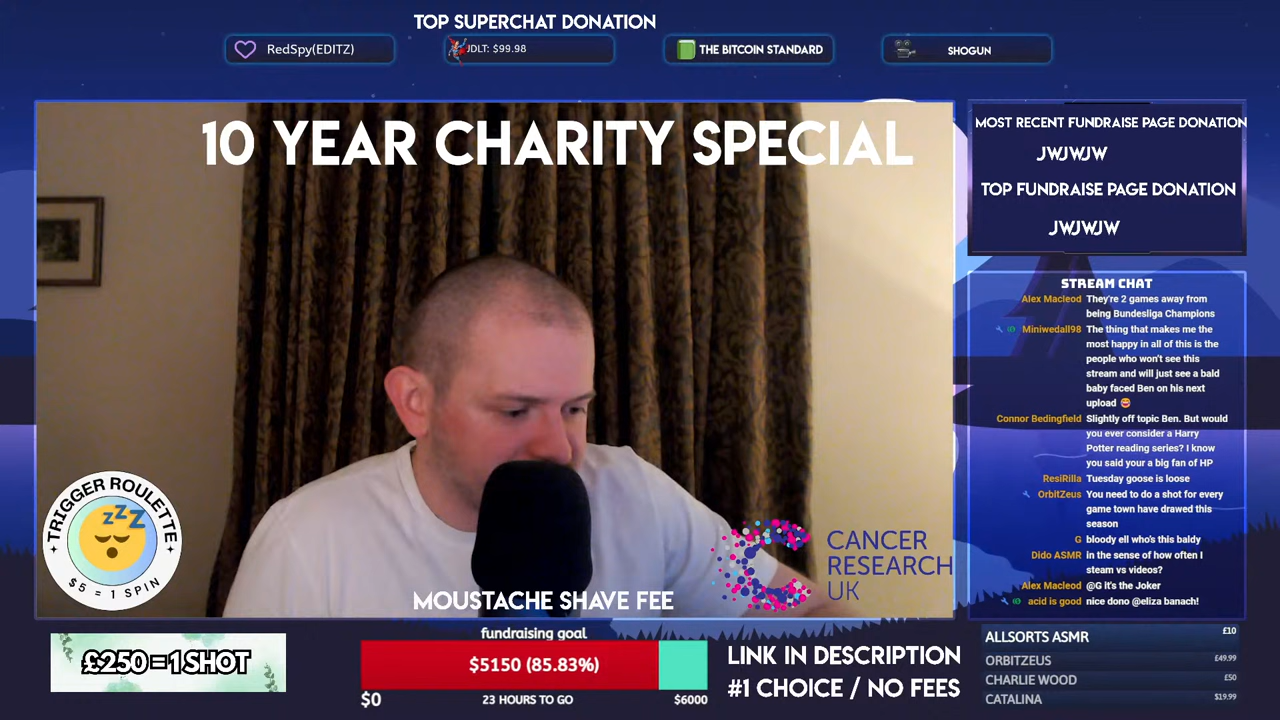 TOP SUPERCHAT DONATION
RedSpy(EDITZ)
JDLT: $99.98
THE BITCOIN STANDARD
SHOGUN
10 YEAR CHARITY SPECIAL
MOST RECENT FUNDRAISE PAGE DONATION
JWJWJW
TOP FUNDRAISE PAGE DONATION
JWJWJW
STREAM CHAT
Alex Macleod They're 2 games away from
being Bundesliga Champions
Miniwedall98 The thing that makes me the
most happy in all of this is the
people who won't see this
stream and will just see a bald
baby faced Ben on his next
upload 😂
Connor Bedingfield Slightly off topic Ben. But would
you ever consider a Harry
Potter reading series? I know
you said your a big fan of HP
ResiRilla Tuesday goose is loose
OrbitZeus You need to do a shot for every
game town have drawed this
season
G bloody ell who's this baldy
Dido ASMR in the sense of how often I
steam vs videos?
Alex Macleod @G it's the Joker
acid is good nice dono @eliza banach!
TRIGGER ROULETTE
zzz
$5 = 1 SPIN
CANCER
RESEARCH
UK
MOUSTACHE SHAVE FEE
£250 = 1 SHOT
fundraising goal
$5150 (85.83%)
$0
23 HOURS TO GO
$6000
LINK IN DESCRIPTION
#1 CHOICE / NO FEES
ALLSORTS ASMR £10
ORBITZEUS £49.99
CHARLIE WOOD £50
CATALINA $19.99